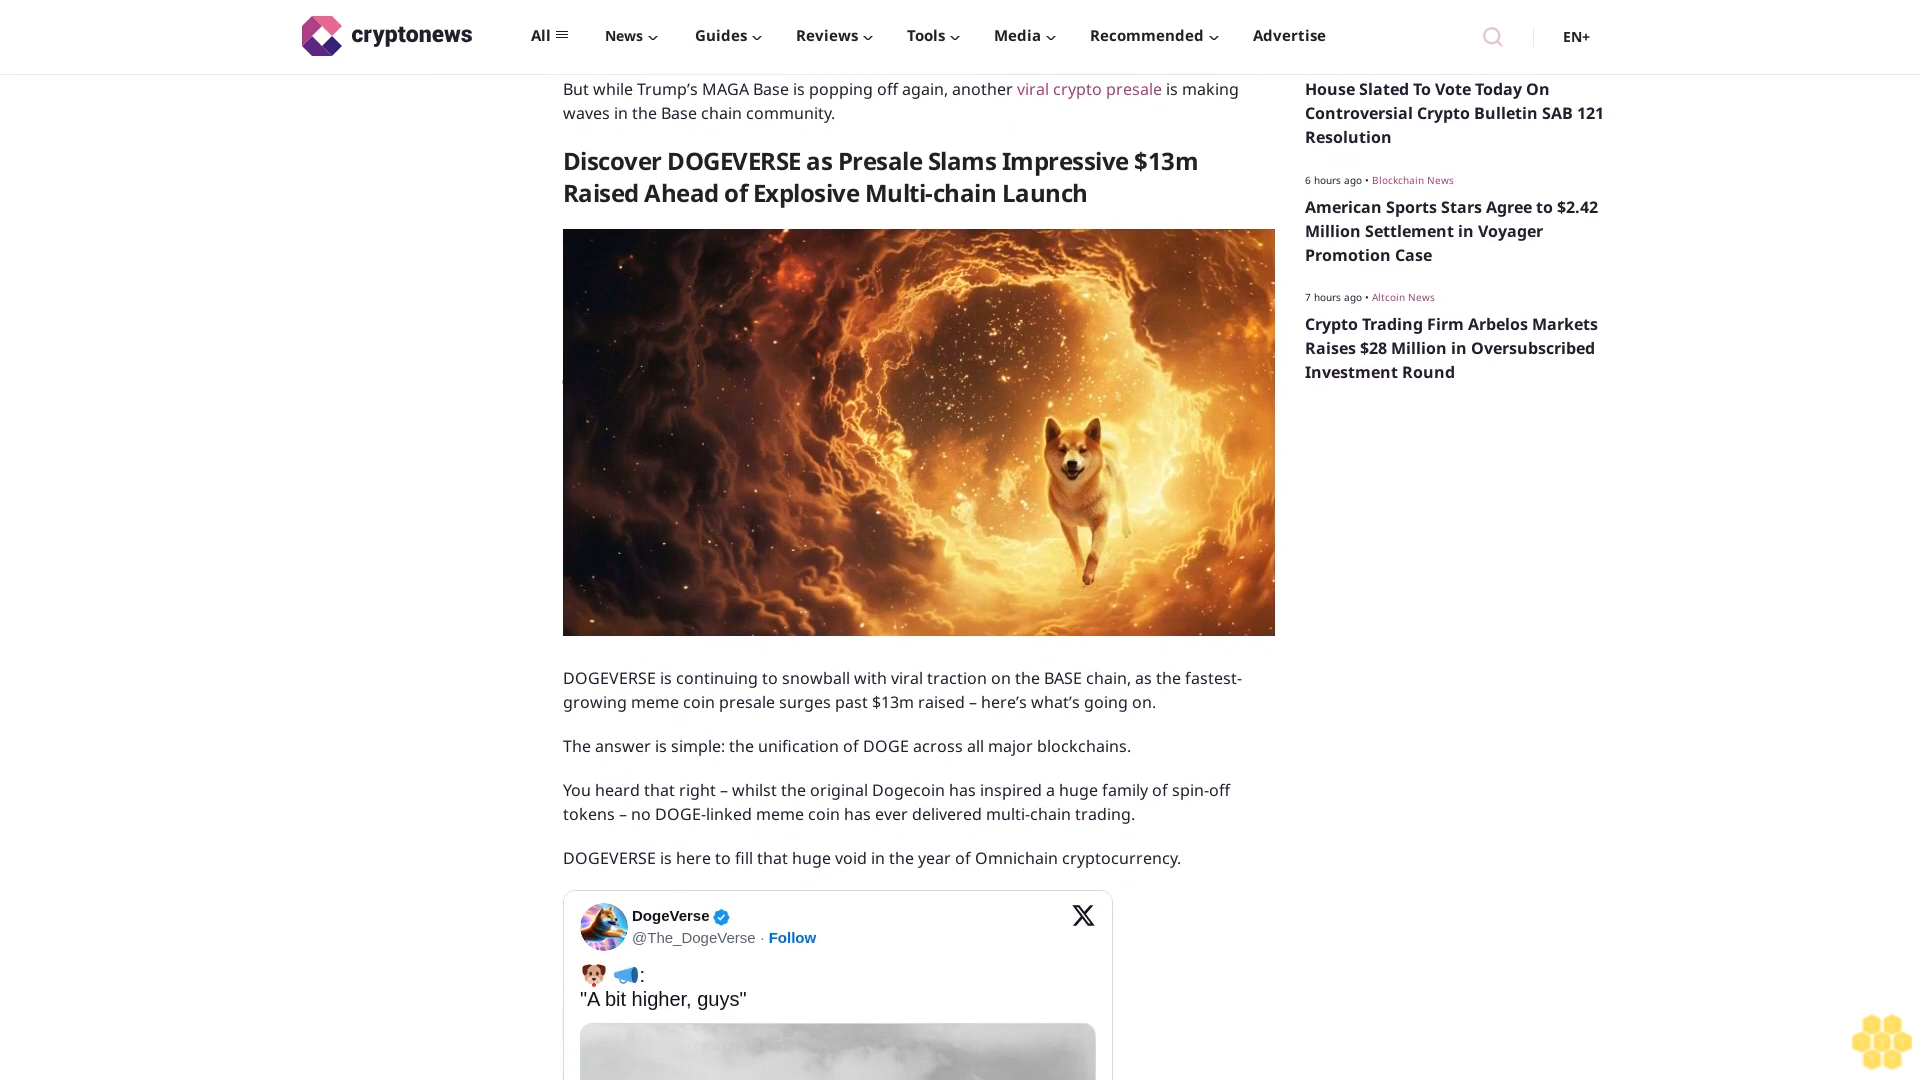 cryptonews
All
News
Guides
Reviews
Tools
Media
Recommended
Advertise
EN+
But while Trump’s MAGA Base is popping off again, another viral crypto presale is making
waves in the Base chain community.
Discover DOGEVERSE as Presale Slams Impressive $13m
Raised Ahead of Explosive Multi-chain Launch
DOGEVERSE is continuing to snowball with viral traction on the BASE chain, as the fastest-
growing meme coin presale surges past $13m raised – here’s what’s going on.
The answer is simple: the unification of DOGE across all major blockchains.
You heard that right – whilst the original Dogecoin has inspired a huge family of spin-off
tokens – no DOGE-linked meme coin has ever delivered multi-chain trading.
DOGEVERSE is here to fill that huge void in the year of Omnichain cryptocurrency.
DogeVerse
@The_DogeVerse · Follow
:
"A bit higher, guys"
House Slated To Vote Today On
Controversial Crypto Bulletin SAB 121
Resolution
6 hours ago • Blockchain News
American Sports Stars Agree to $2.42
Million Settlement in Voyager
Promotion Case
7 hours ago • Altcoin News
Crypto Trading Firm Arbelos Markets
Raises $28 Million in Oversubscribed
Investment Round